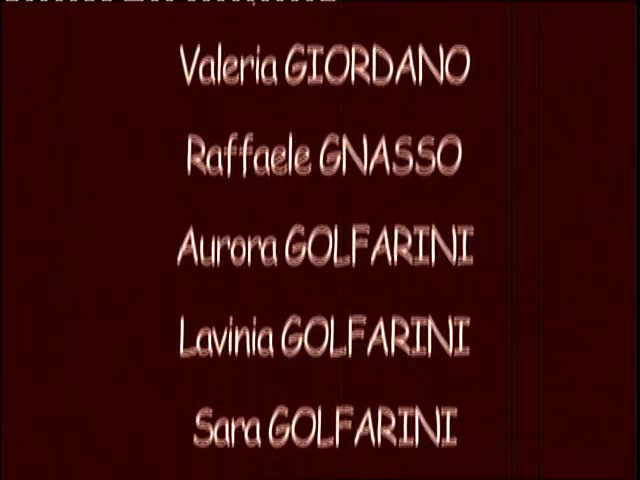 Valeria GIORDANO
Raffaele GNASSO
Aurora GOLFARINI
Lavinia GOLFARINI
Sara GOLFARINI